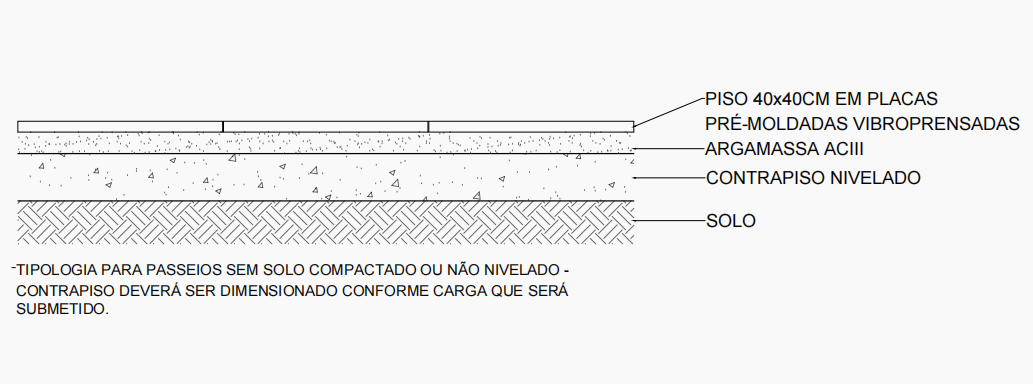 PISO 40x40CM EM PLACAS
PRÉ-MOLDADAS VIBROPRENSADAS
ARGAMASSA ACIII
CONTRAPISO NIVELADO
SOLO
-TIPOLOGIA PARA PASSEIOS SEM SOLO COMPACTADO OU NÃO NIVELADO -
CONTRAPISO DEVERÁ SER DIMENSIONADO CONFORME CARGA QUE SERÁ
SUBMETIDO.